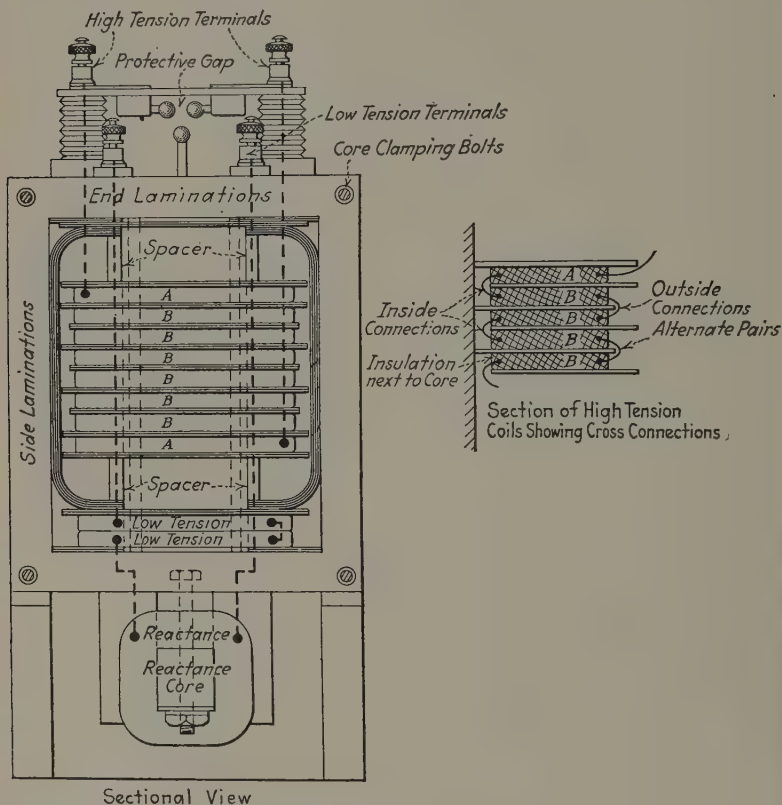 High Tension Terminals
Protective Gap
Low Tension Terminals
Core Clamping Bolts
End Laminations
Spacer
Side Laminations
A
B
B
B
B
B
B
A
Spacer
Low Tension
Low Tension
Reactance
Reactance
Core
Sectional View
A
B
B
B
B
Inside
Connections
Insulation
next to Core
Outside
Connections
Alternate Pairs
Section of High Tension
Coils Showing Cross Connections